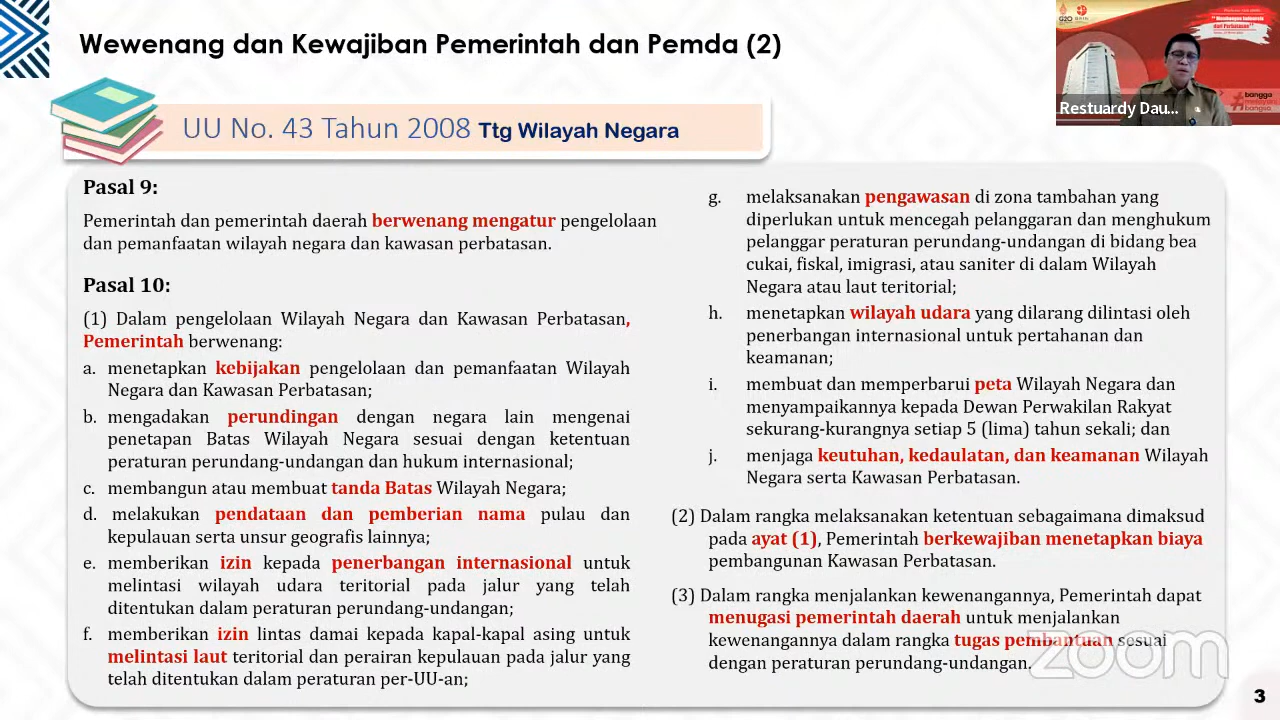 Wewenang dan Kewajiban Pemerintah dan Pemda (2)
G20
Restuardy Dau...
#bangga
melayani
bangsa
UU No. 43 Tahun 2008 Ttg Wilayah Negara
Pasal 9:
Pemerintah dan pemerintah daerah berwenang mengatur pengelolaan
dan pemanfaatan wilayah negara dan kawasan perbatasan.
Pasal 10:
(1) Dalam pengelolaan Wilayah Negara dan Kawasan Perbatasan,
Pemerintah berwenang:
a. menetapkan kebijakan pengelolaan dan pemanfaatan Wilayah
Negara dan Kawasan Perbatasan;
b. mengadakan perundingan dengan negara lain mengenai
penetapan Batas Wilayah Negara sesuai dengan ketentuan
peraturan perundang-undangan dan hukum internasional;
c. membangun atau membuat tanda Batas Wilayah Negara;
d. melakukan pendataan dan pemberian nama pulau dan
kepulauan serta unsur geografis lainnya;
e. memberikan izin kepada penerbangan internasional untuk
melintasi wilayah udara teritorial pada jalur yang telah
ditentukan dalam peraturan perundang-undangan;
f. memberikan izin lintas damai kepada kapal-kapal asing untuk
melintasi laut teritorial dan perairan kepulauan pada jalur yang
telah ditentukan dalam peraturan per-UU-an;
g. melaksanakan pengawasan di zona tambahan yang
diperlukan untuk mencegah pelanggaran dan menghukum
pelanggar peraturan perundang-undangan di bidang bea
cukai, fiskal, imigrasi, atau saniter di dalam Wilayah
Negara atau laut teritorial;
h. menetapkan wilayah udara yang dilarang dilintasi oleh
penerbangan internasional untuk pertahanan dan
keamanan;
i. membuat dan memperbarui peta Wilayah Negara dan
menyampaikannya kepada Dewan Perwakilan Rakyat
sekurang-kurangnya setiap 5 (lima) tahun sekali; dan
j. menjaga keutuhan, kedaulatan, dan keamanan Wilayah
Negara serta Kawasan Perbatasan.
(2) Dalam rangka melaksanakan ketentuan sebagaimana dimaksud
pada ayat (1), Pemerintah berkewajiban menetapkan biaya
pembangunan Kawasan Perbatasan.
(3) Dalam rangka menjalankan kewenangannya, Pemerintah dapat
menugasi pemerintah daerah untuk menjalankan
kewenangannya dalam rangka tugas pembantuan sesuai
dengan peraturan perundang-undangan.
zoom
3